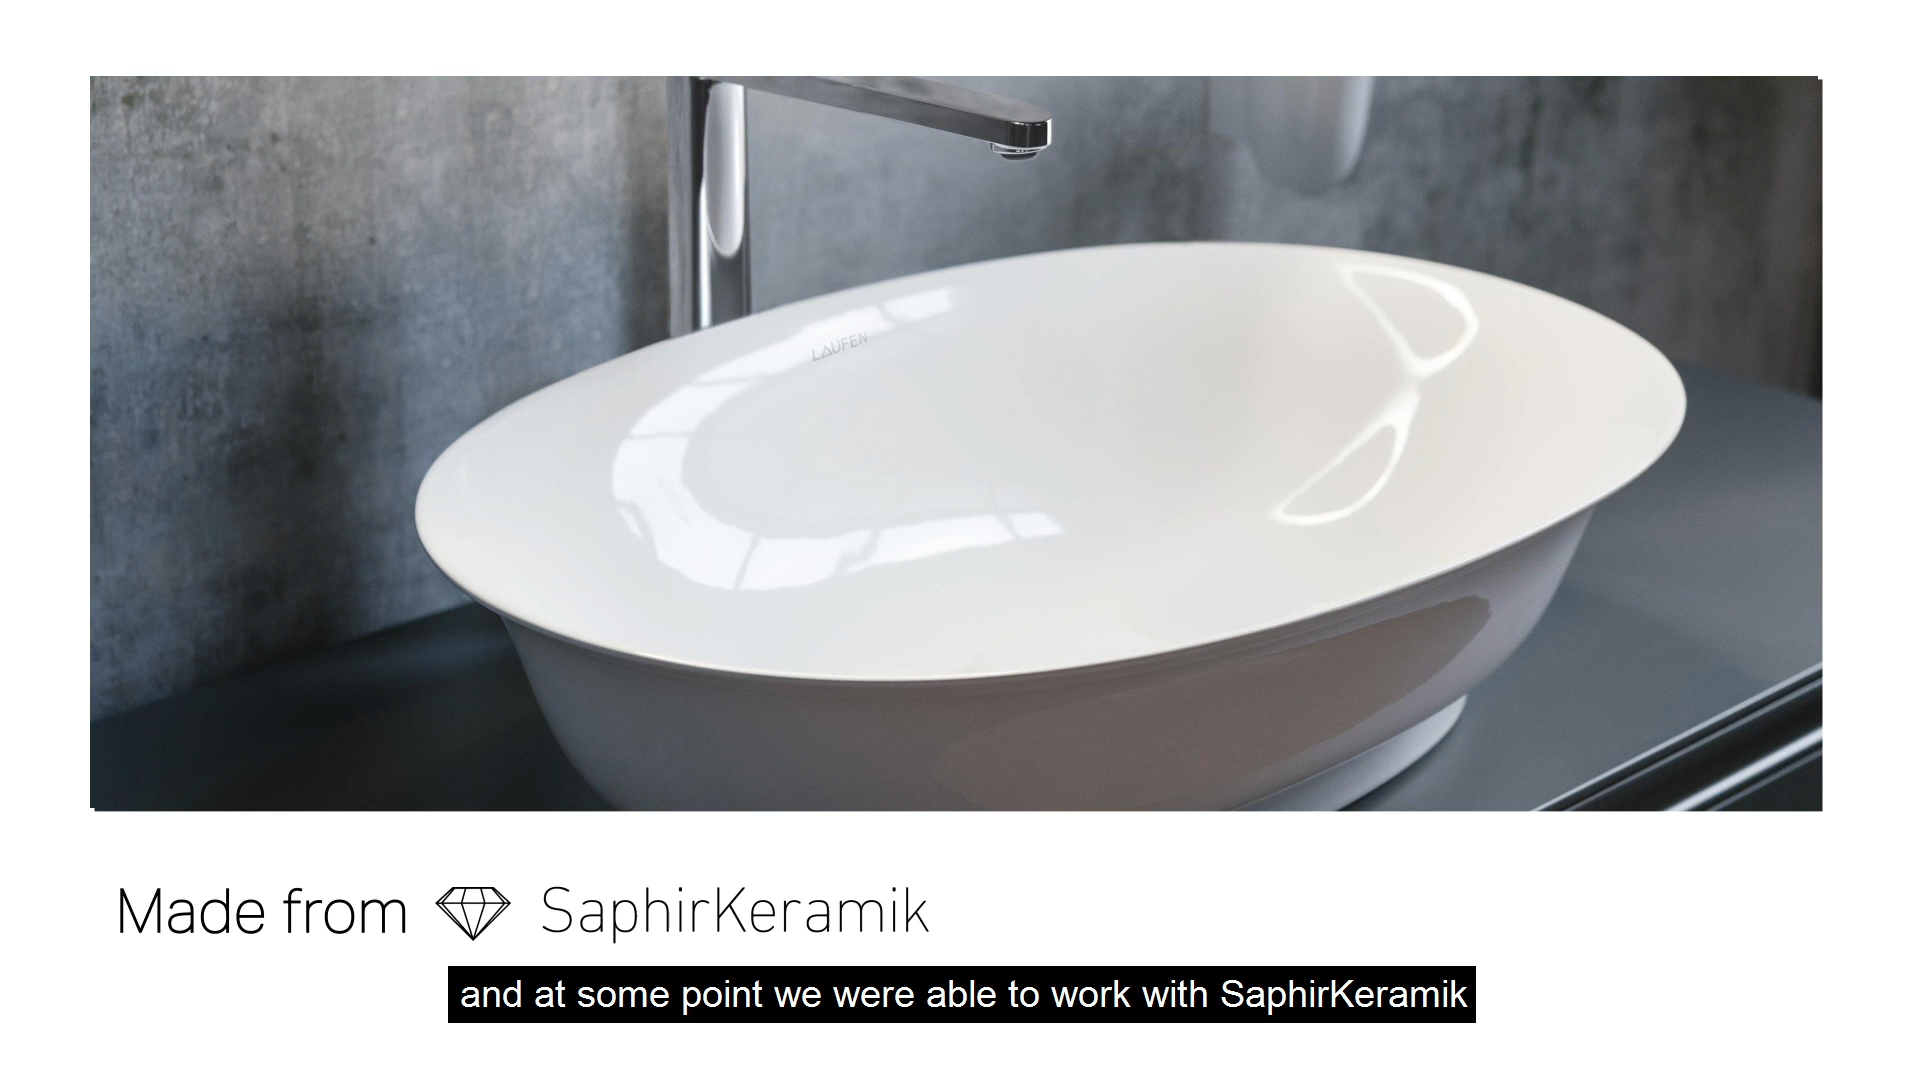 LAUFEN
Made from SaphirKeramik
and at some point we were able to work with SaphirKeramik